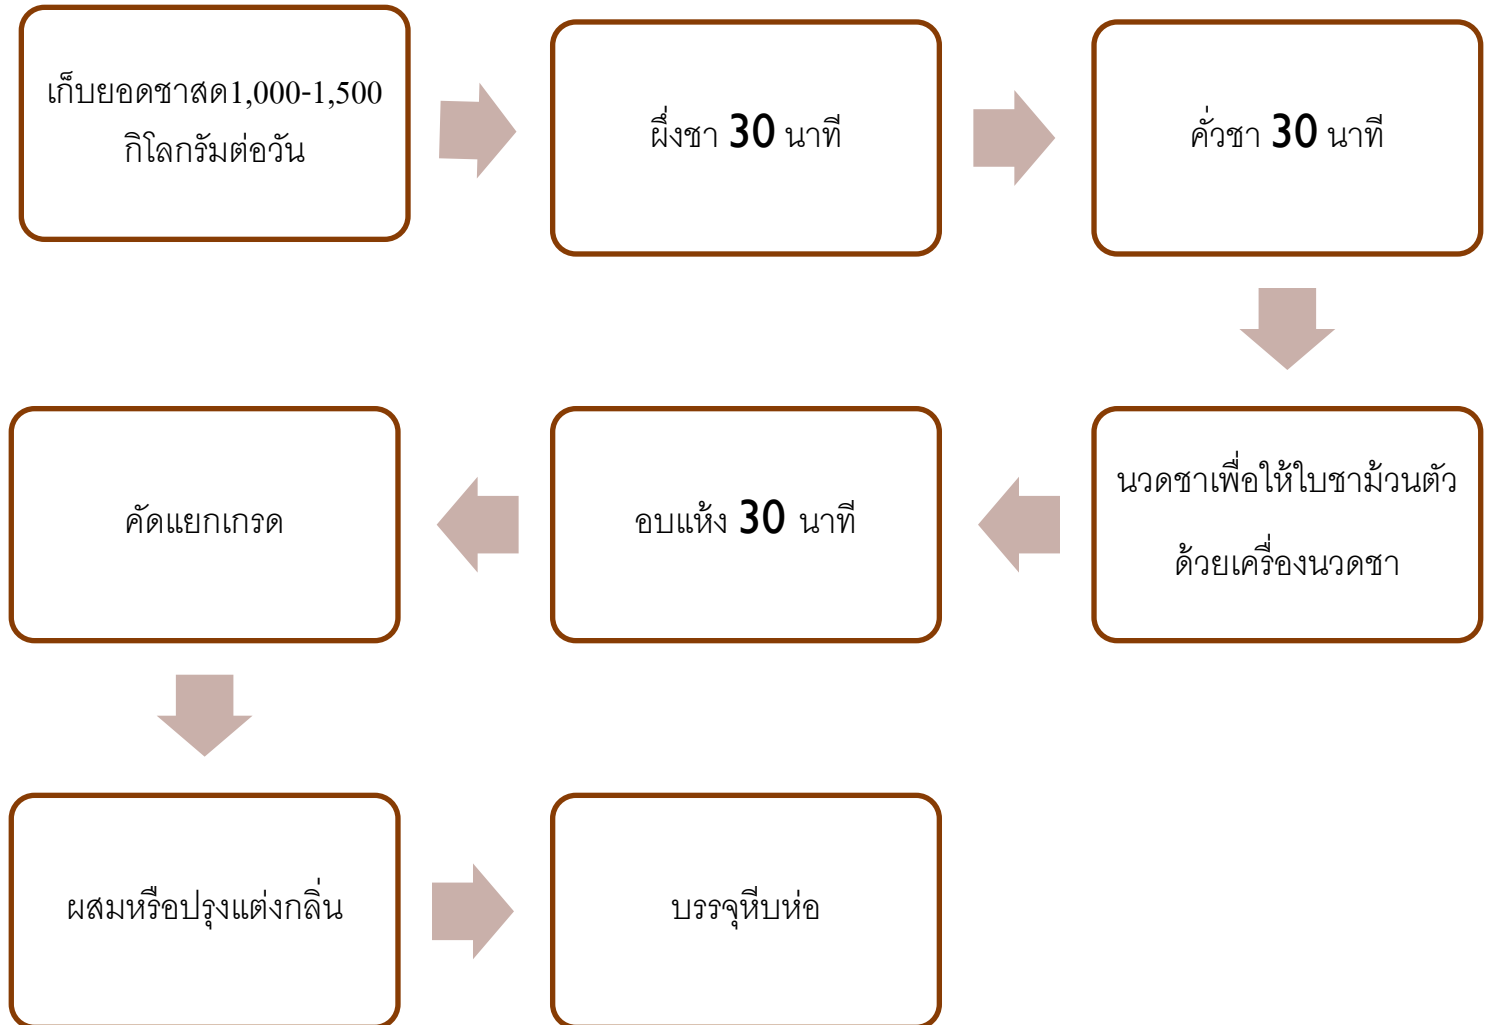 เก็บยอดชาสด1,000-1,500
กิโลกรัมต่อวัน
ผึ่งชา 30 นาที
คั่วชา 30 นาที
นวดชาเพื่อให้ใบชาม้วนตัว
ด้วยเครื่องนวดชา
อบแห้ง 30 นาที
คัดแยกเกรด
ผสมหรือปรุงแต่งกลิ่น
บรรจุหีบห่อ